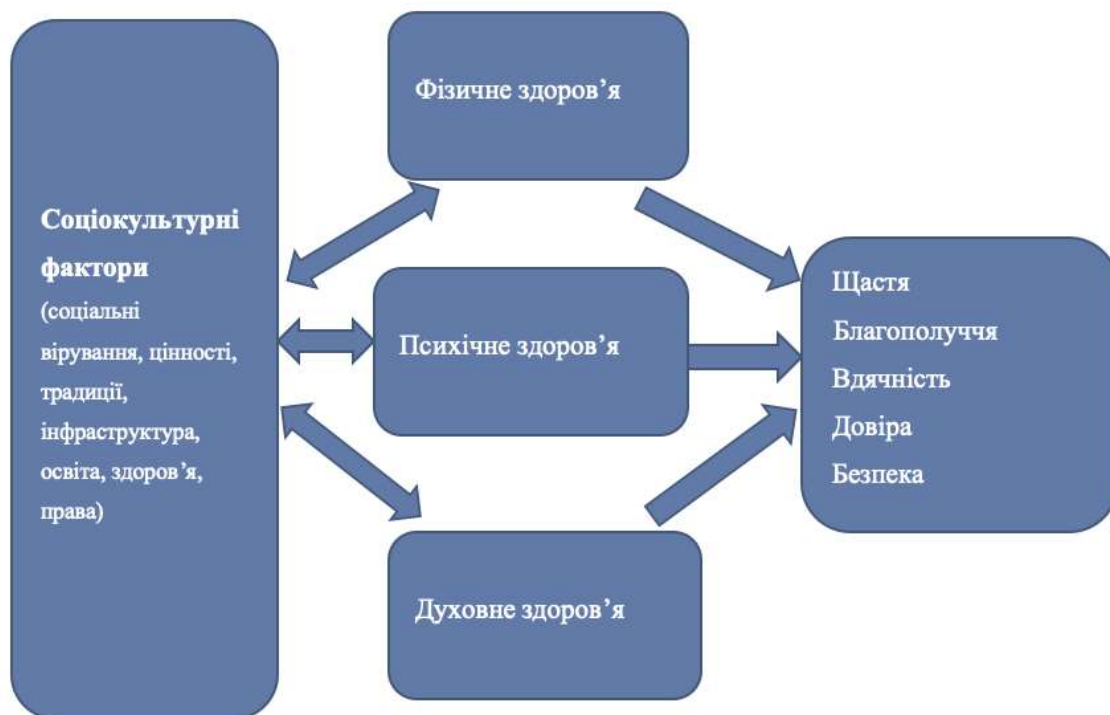 Соціокультурні
фактори
(соціальні
вірування, цінності,
традиції,
інфраструктура,
освіта, здоров’я,
права)
Фізичне здоров’я
Психічне здоров’я
Духовне здоров’я
Щастя
Благополуччя
Вдячність
Довіра
Безпека